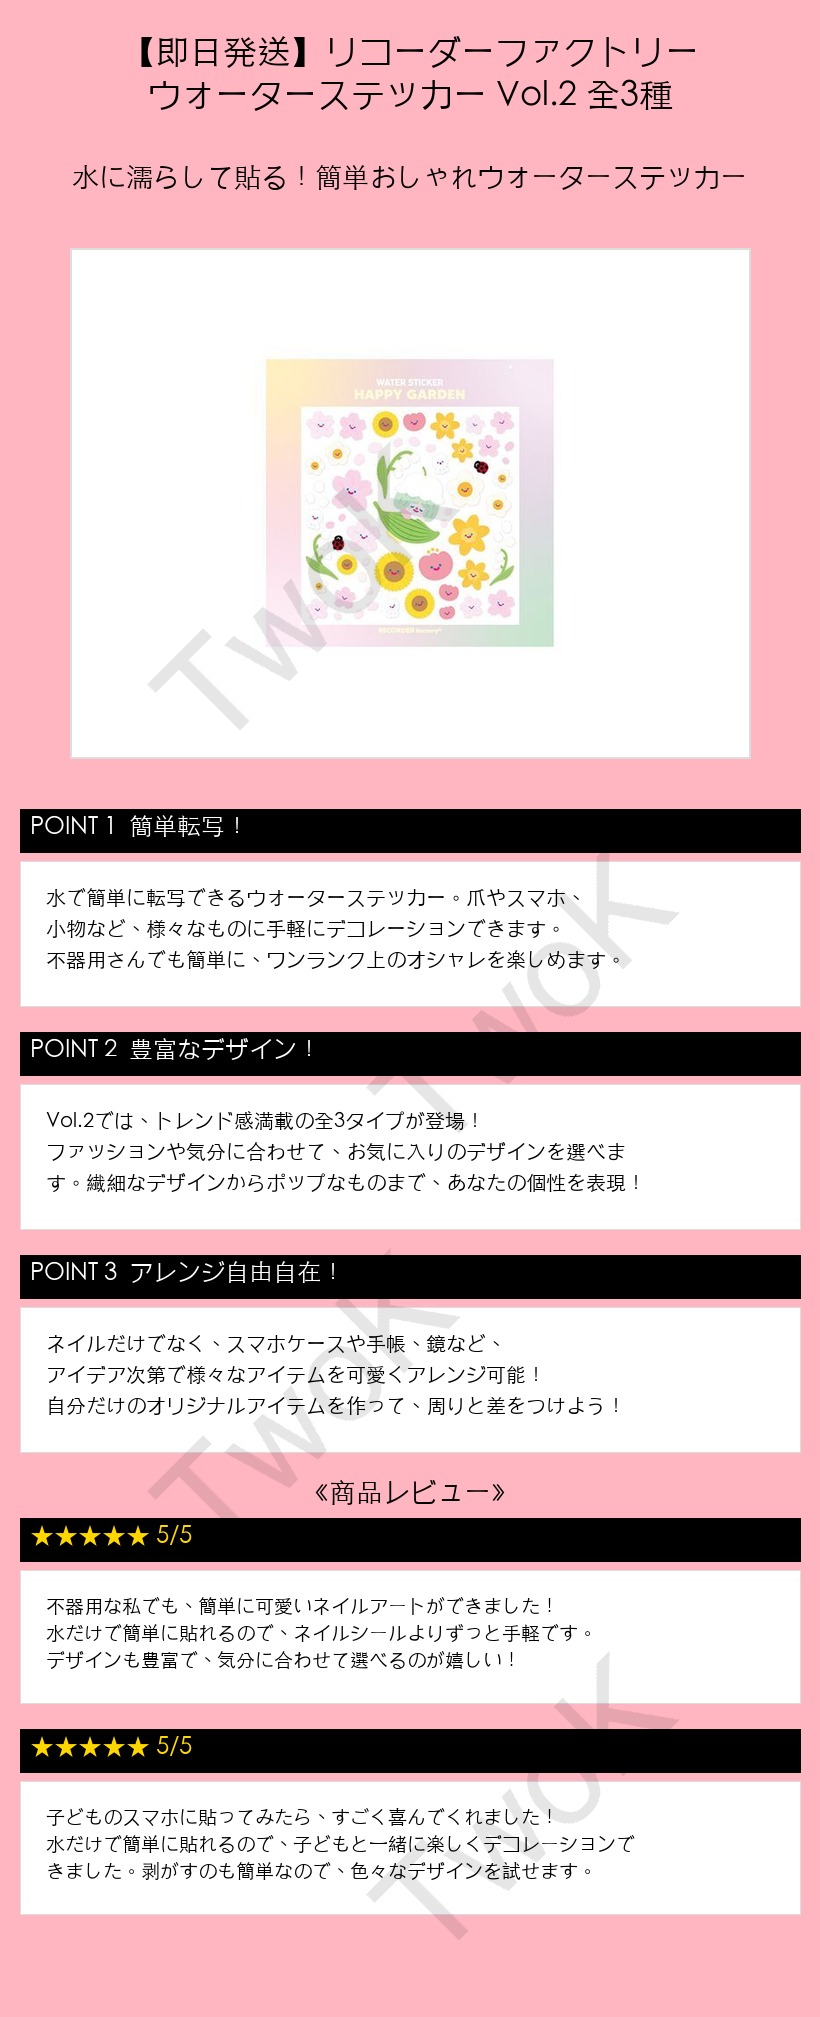 【即日発送】リコーダーファクトリー
ウォーターステッカー Vol.2 全3種
水に濡らして貼る！簡単おしゃれウォーターステッカー
WATER STICKER
HAPPY GARDEN
RECORDER factory®
TwoK
POINT 1 簡単転写！
水で簡単に転写できるウォーターステッカー。爪やスマホ、
小物など、様々なものに手軽にデコレーションできます。
不器用さんでも簡単に、ワンランク上のオシャレを楽しめます。
TwoK
POINT 2 豊富なデザイン！
Vol.2では、トレンド感満載の全3タイプが登場！
ファッションや気分に合わせて、お気に入りのデザインを選べま
す。繊細なデザインからポップなものまで、あなたの個性を表現！
POINT 3 アレンジ自由自在！
ネイルだけでなく、スマホケースや手帳、鏡など、
アイデア次第で様々なアイテムを可愛くアレンジ可能！
自分だけのオリジナルアイテムを作って、周りと差をつけよう！
TwoK
《商品レビュー》
★★★★★ 5/5
不器用な私でも、簡単に可愛いネイルアートができました！
水だけで簡単に貼れるので、ネイルシールよりずっと手軽です。
デザインも豊富で、気分に合わせて選べるのが嬉しい！
★★★★★ 5/5
子どものスマホに貼ってみたら、すごく喜んでくれました！
水だけで簡単に貼れるので、子どもと一緒に楽しくデコレーションで
きました。剥がすのも簡単なので、色々なデザインを試せます。
TwoK